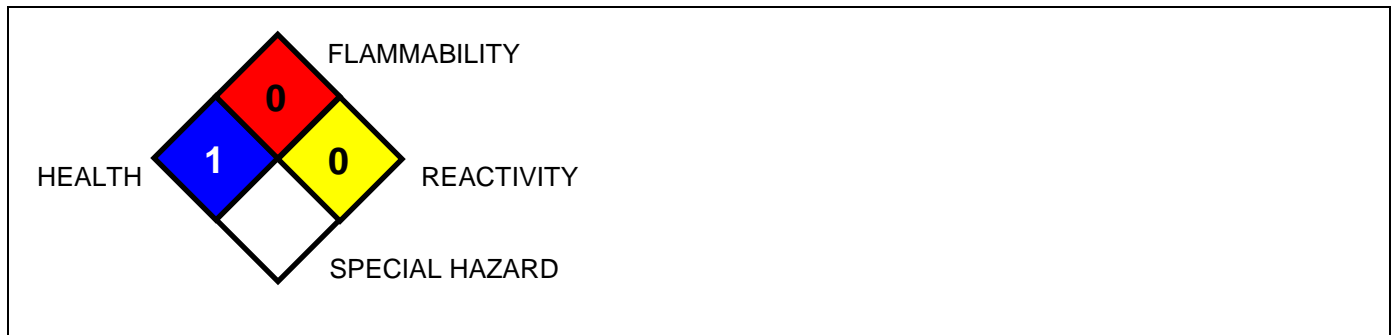 FLAMMABILITY
0
1
0
HEALTH
REACTIVITY
SPECIAL HAZARD